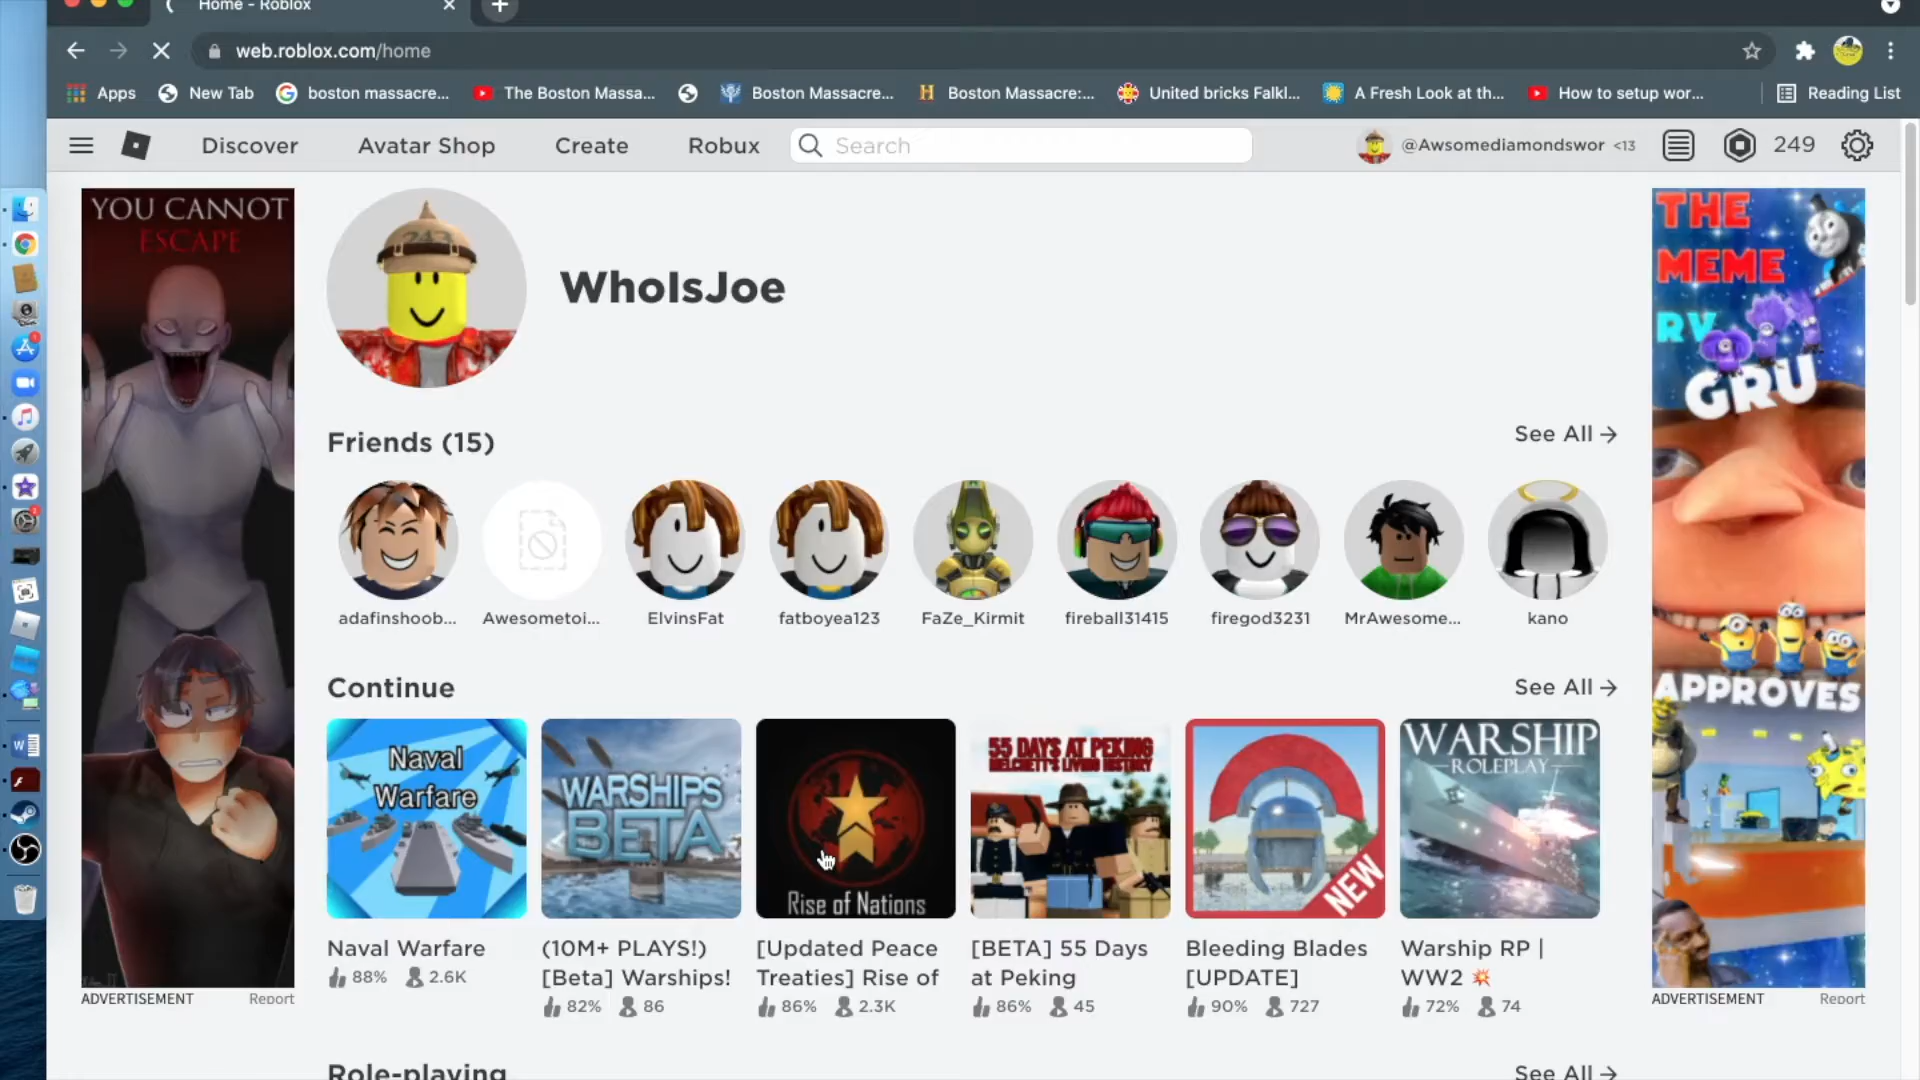 Home - Roblox
web.roblox.com/home
Apps
New Tab
boston massacre...
The Boston Massa...
Boston Massacre...
Boston Massacre:...
United bricks Falkl...
A Fresh Look at th...
How to setup wor...
Reading List
Discover
Avatar Shop
Create
Robux
Search
@Awsomediamondswor <13
249
YOU CANNOT
ESCAPE
243
WhoIsJoe
THE
MEME
RV
GRU
APPROVES
Friends (15)
See All →
adafinshoob...
Awesometoi...
ElvinsFat
fatboyea123
FaZe_Kirmit
fireball31415
firegod3231
MrAwesome...
kano
Continue
See All →
Naval
Warfare
WARSHIPS
BETA
Rise of Nations
55 DAYS AT PEKING
MELCHETT'S LIVING HISTORY
NEW
WARSHIP
ROLEPLAY
Naval Warfare
88% 2.6K
(10M+ PLAYS!)
[Beta] Warships!
82% 86
[Updated Peace
Treaties] Rise of
86% 2.3K
[BETA] 55 Days
at Peking
86% 45
Bleeding Blades
[UPDATE]
90% 727
Warship RP |
WW2 💥
72% 74
ADVERTISEMENT
Report
ADVERTISEMENT
Report
Role-playing
See All →